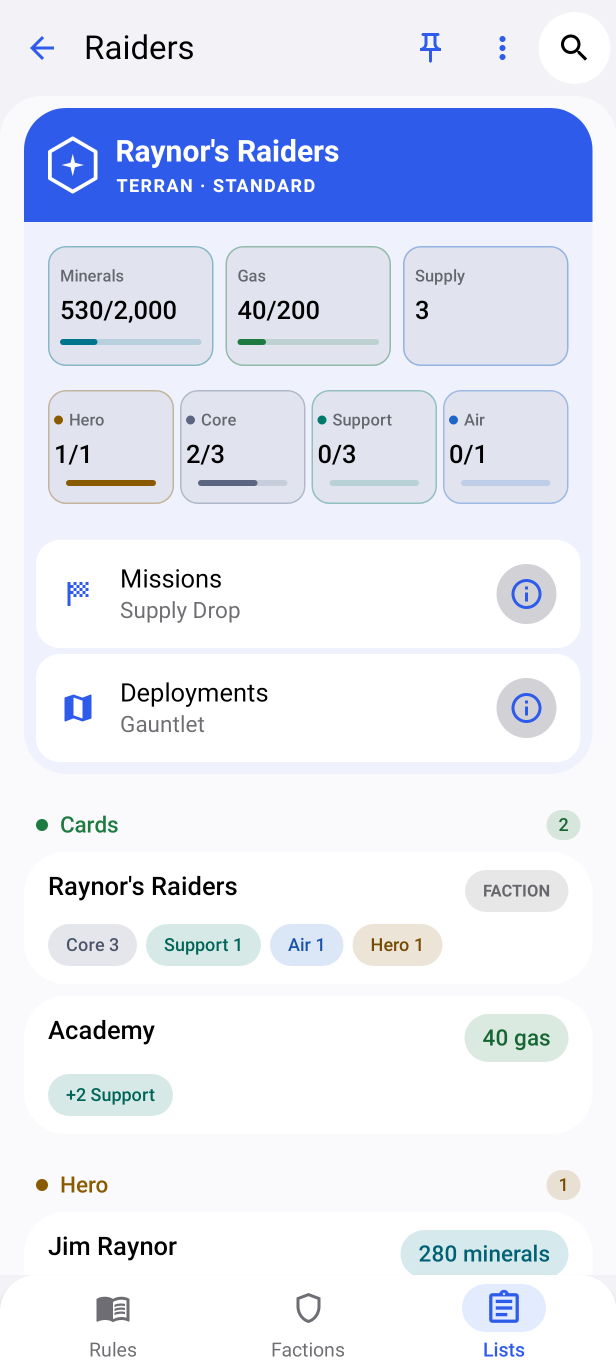 Raiders
Raynor's Raiders
TERRAN · STANDARD
Minerals
530/2,000
Gas
40/200
Supply
3
Hero
1/1
Core
2/3
Support
0/3
Air
0/1
Missions
Supply Drop
Deployments
Gauntlet
Cards
2
Raynor's Raiders
FACTION
Core 3
Support 1
Air 1
Hero 1
Academy
40 gas
+2 Support
Hero
1
Jim Raynor
280 minerals
Rules
Factions
Lists